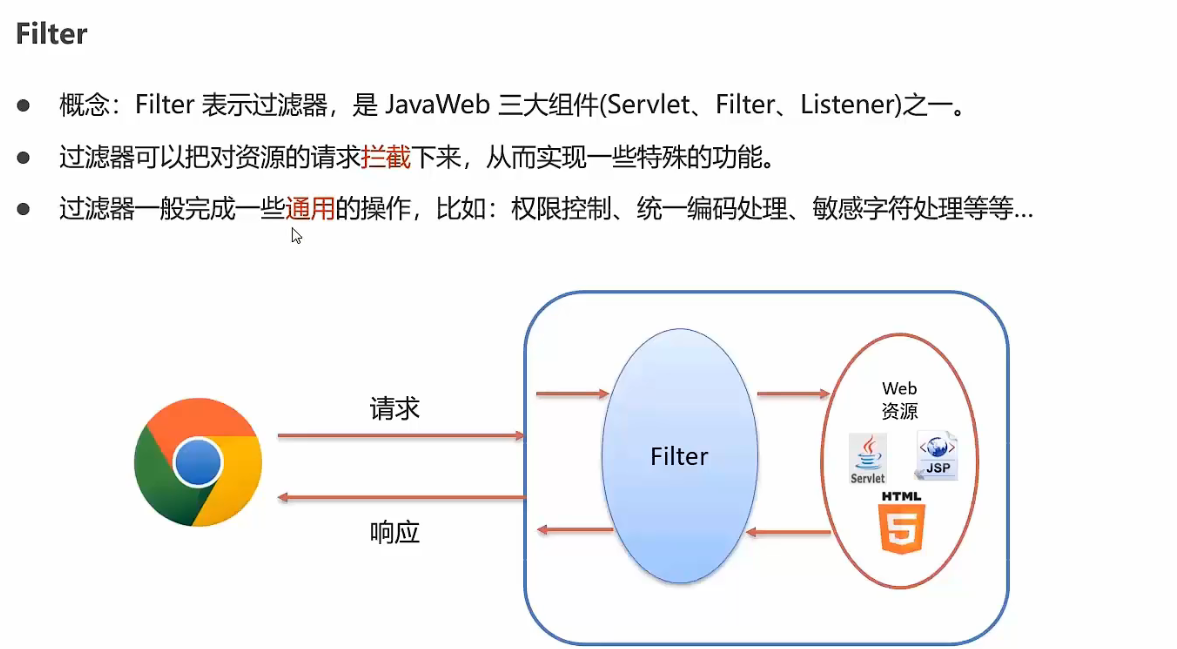 Filter
● 概念：Filter 表示过滤器，是 JavaWeb 三大组件(Servlet、Filter、Listener)之一。
● 过滤器可以把对资源的请求拦截下来，从而实现一些特殊的功能。
● 过滤器一般完成一些通用的操作，比如：权限控制、统一编码处理、敏感字符处理等等...
请求
响应
Filter
Web
资源
Servlet
JSP
HTML
5